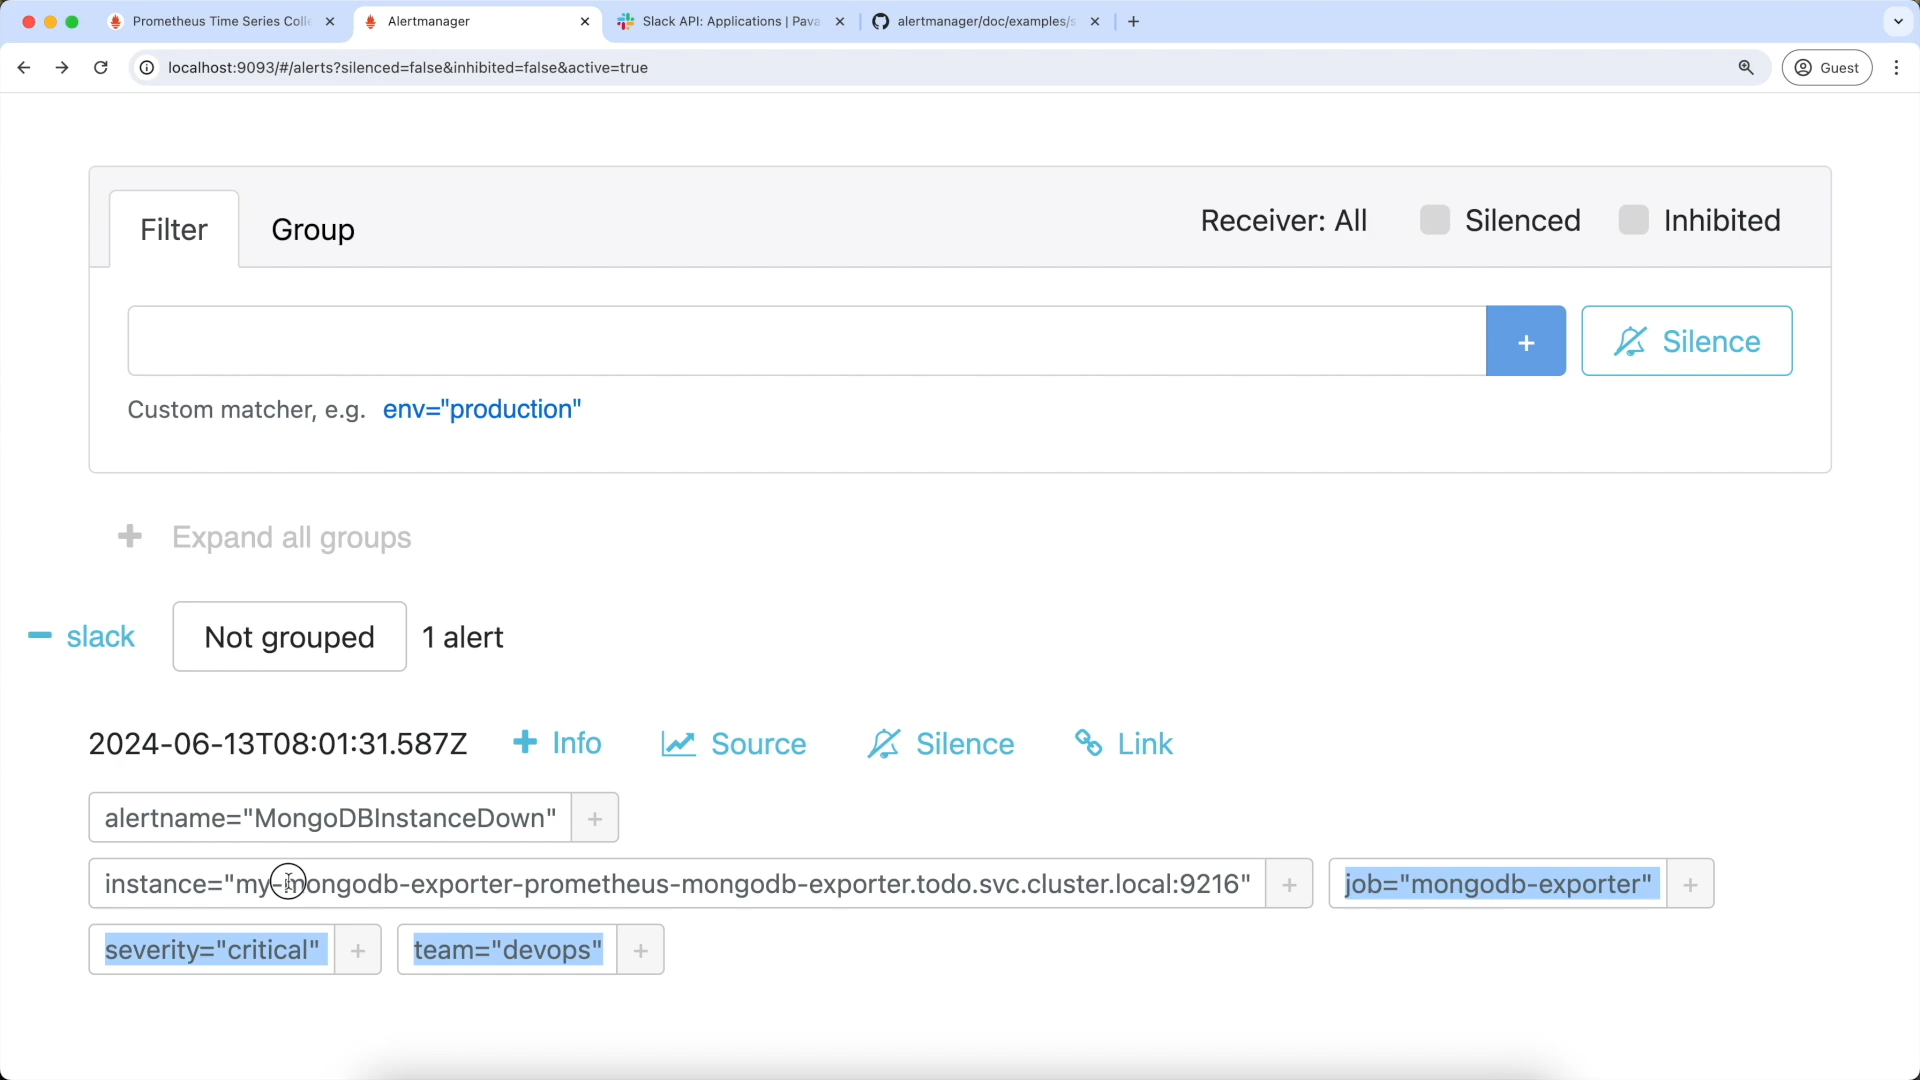 Prometheus Time Series Colle
Alertmanager
Slack API: Applications | Pava
alertmanager/doc/examples/s
localhost:9093/#/alerts?silenced=false&inhibited=false&active=true
Guest
Filter
Group
Receiver: All
Silenced
Inhibited
+
Silence
Custom matcher, e.g. env="production"
+ Expand all groups
slack
Not grouped
1 alert
2024-06-13T08:01:31.587Z
+ Info
Source
Silence
Link
alertname="MongoDBInstanceDown" +
instance="my-mongodb-exporter-prometheus-mongodb-exporter.todo.svc.cluster.local:9216" +
job="mongodb-exporter" +
severity="critical" +
team="devops" +